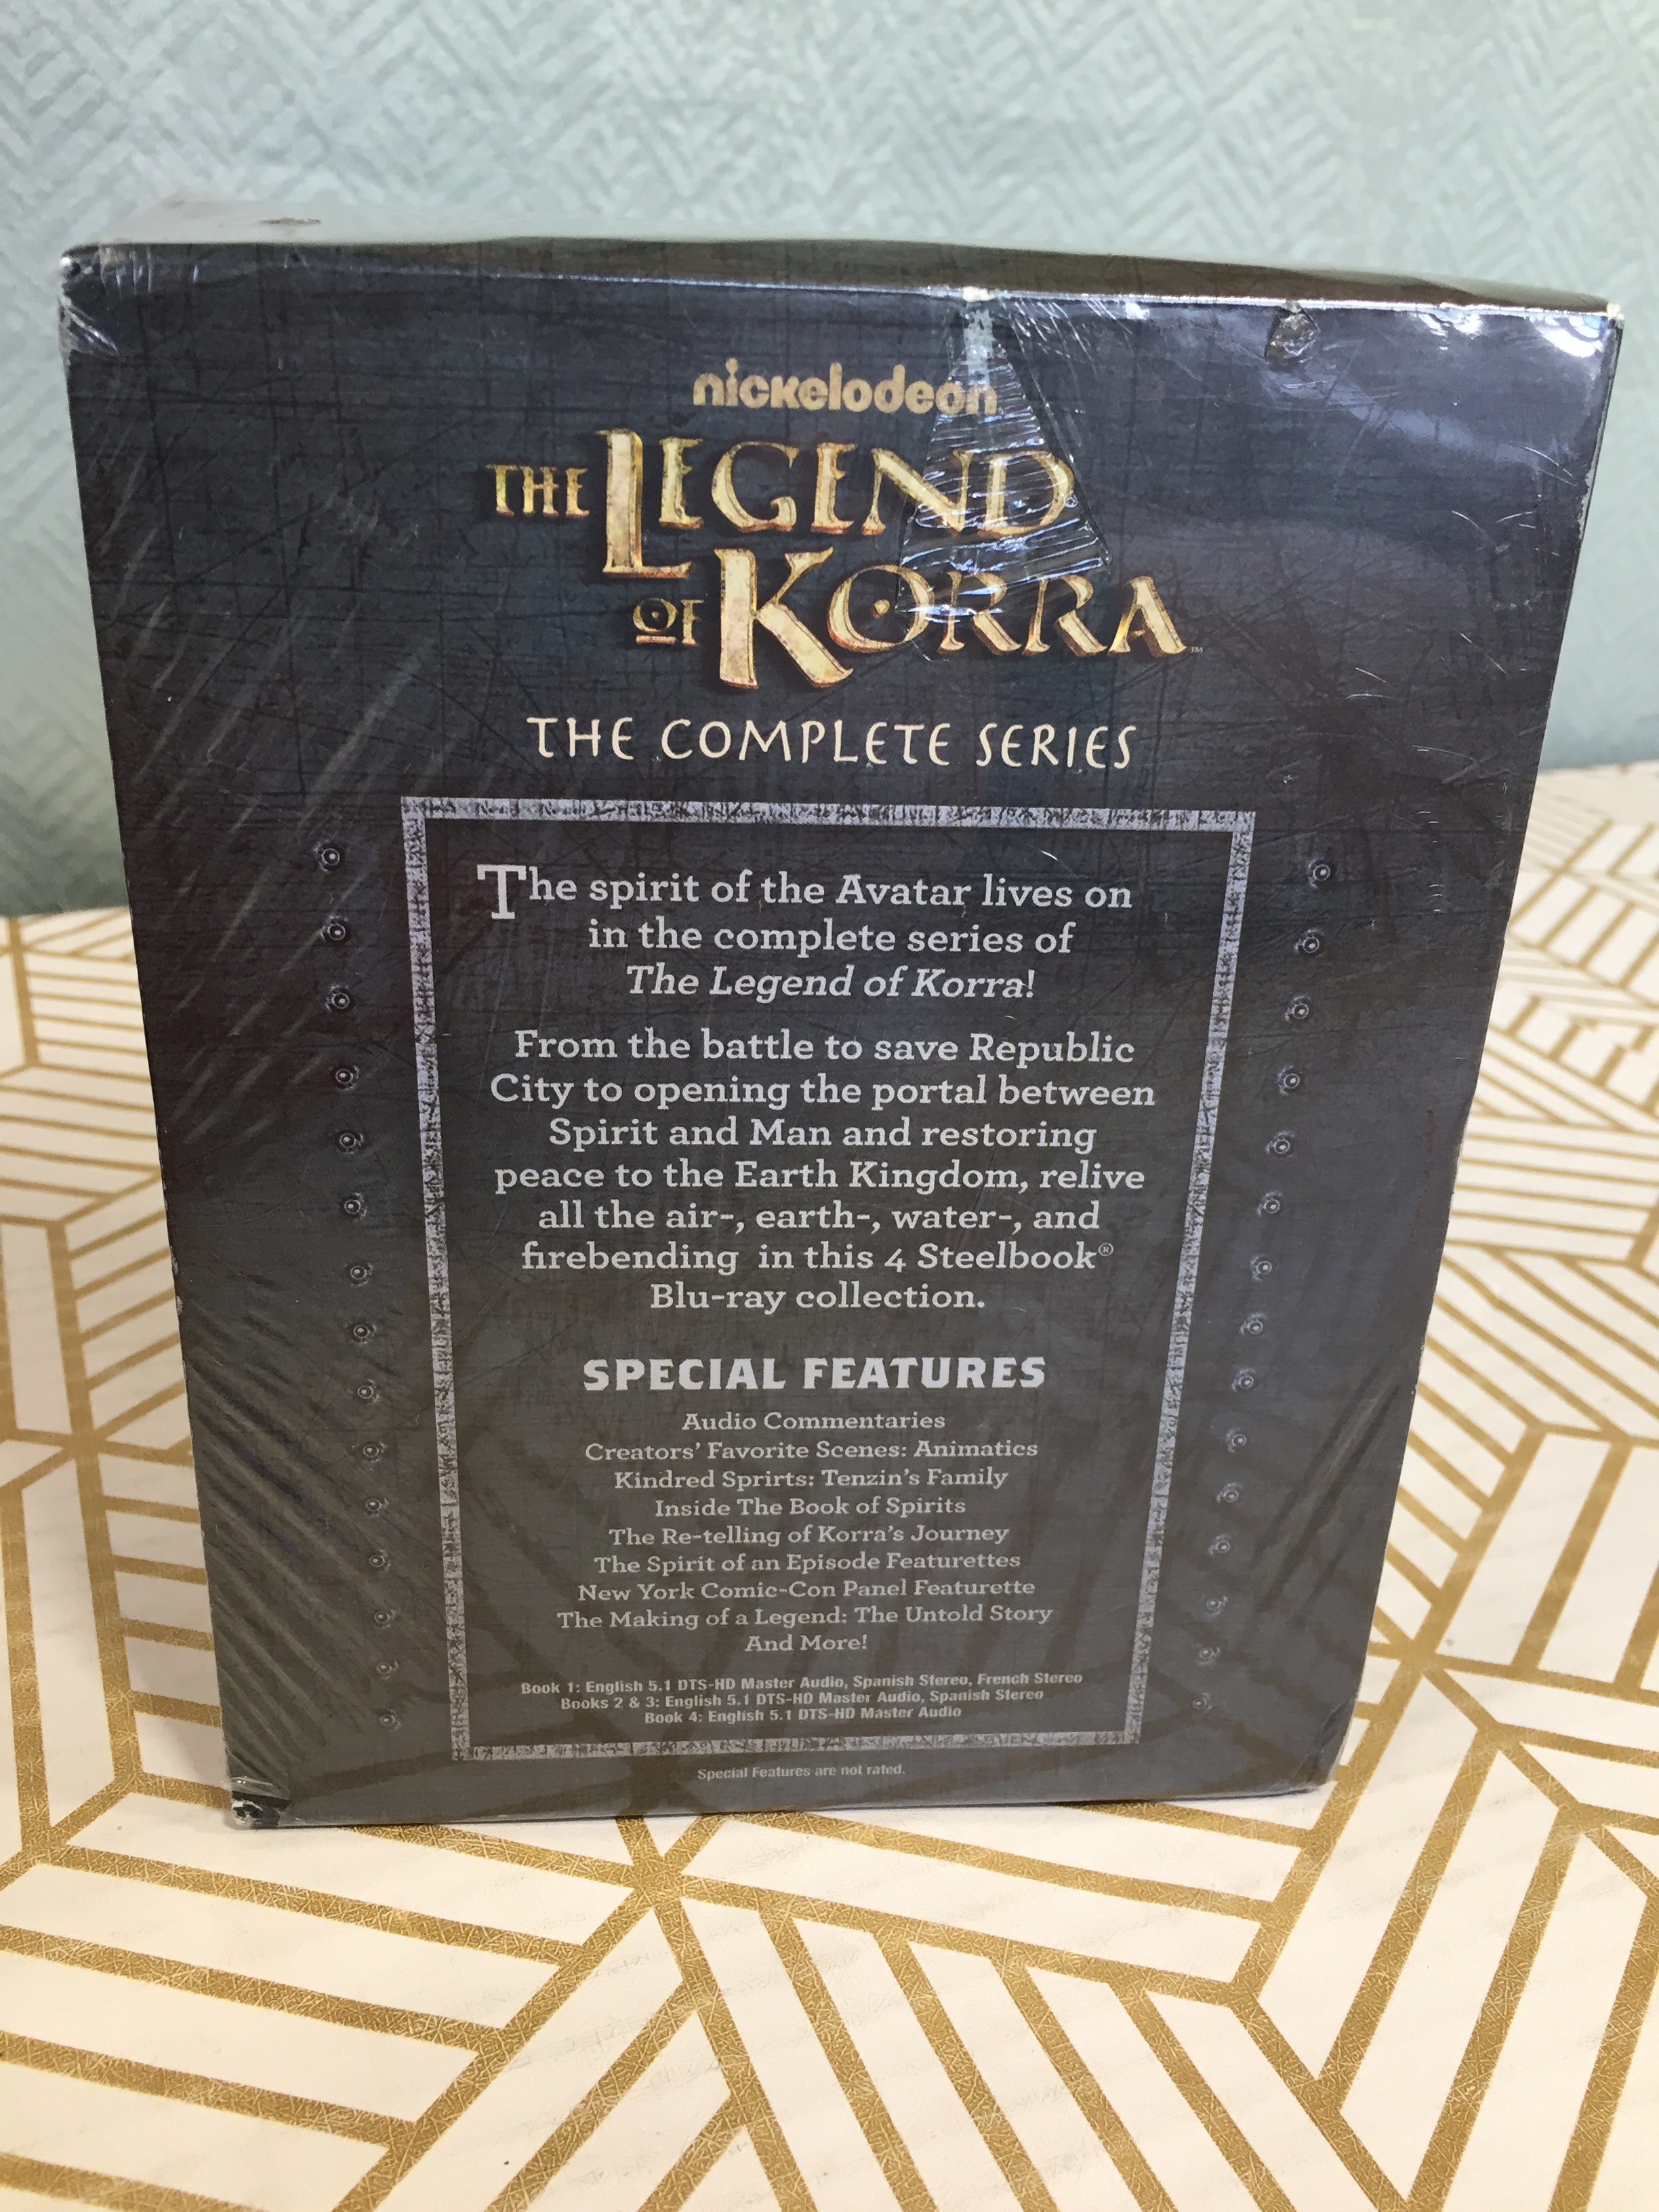 nickelodeon
THE LEGEND
OF KORRA™
THE COMPLETE SERIES
The spirit of the Avatar lives on
in the complete series of
The Legend of Korra!
From the battle to save Republic
City to opening the portal between
Spirit and Man and restoring
peace to the Earth Kingdom, relive
all the air-, earth-, water-, and
firebending in this 4 Steelbook®
Blu-ray collection.
SPECIAL FEATURES
Audio Commentaries
Creators' Favorite Scenes: Animatics
Kindred Sprirts: Tenzin's Family
Inside The Book of Spirits
The Re-telling of Korra's Journey
The Spirit of an Episode Featurettes
New York Comic-Con Panel Featurette
The Making of a Legend: The Untold Story
And More!
Book 1: English 5.1 DTS-HD Master Audio, Spanish Stereo, French Stereo
Books 2 & 3: English 5.1 DTS-HD Master Audio, Spanish Stereo
Book 4: English 5.1 DTS-HD Master Audio
Special Features are not rated.